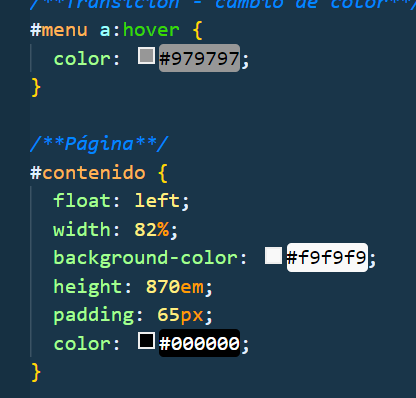 /**Transición - cambio de color**/
#menu a:hover {
color: #979797;
}
/**Página**/
#contenido {
float: left;
width: 82%;
background-color: #f9f9f9;
height: 870em;
padding: 65px;
color: #000000;
}